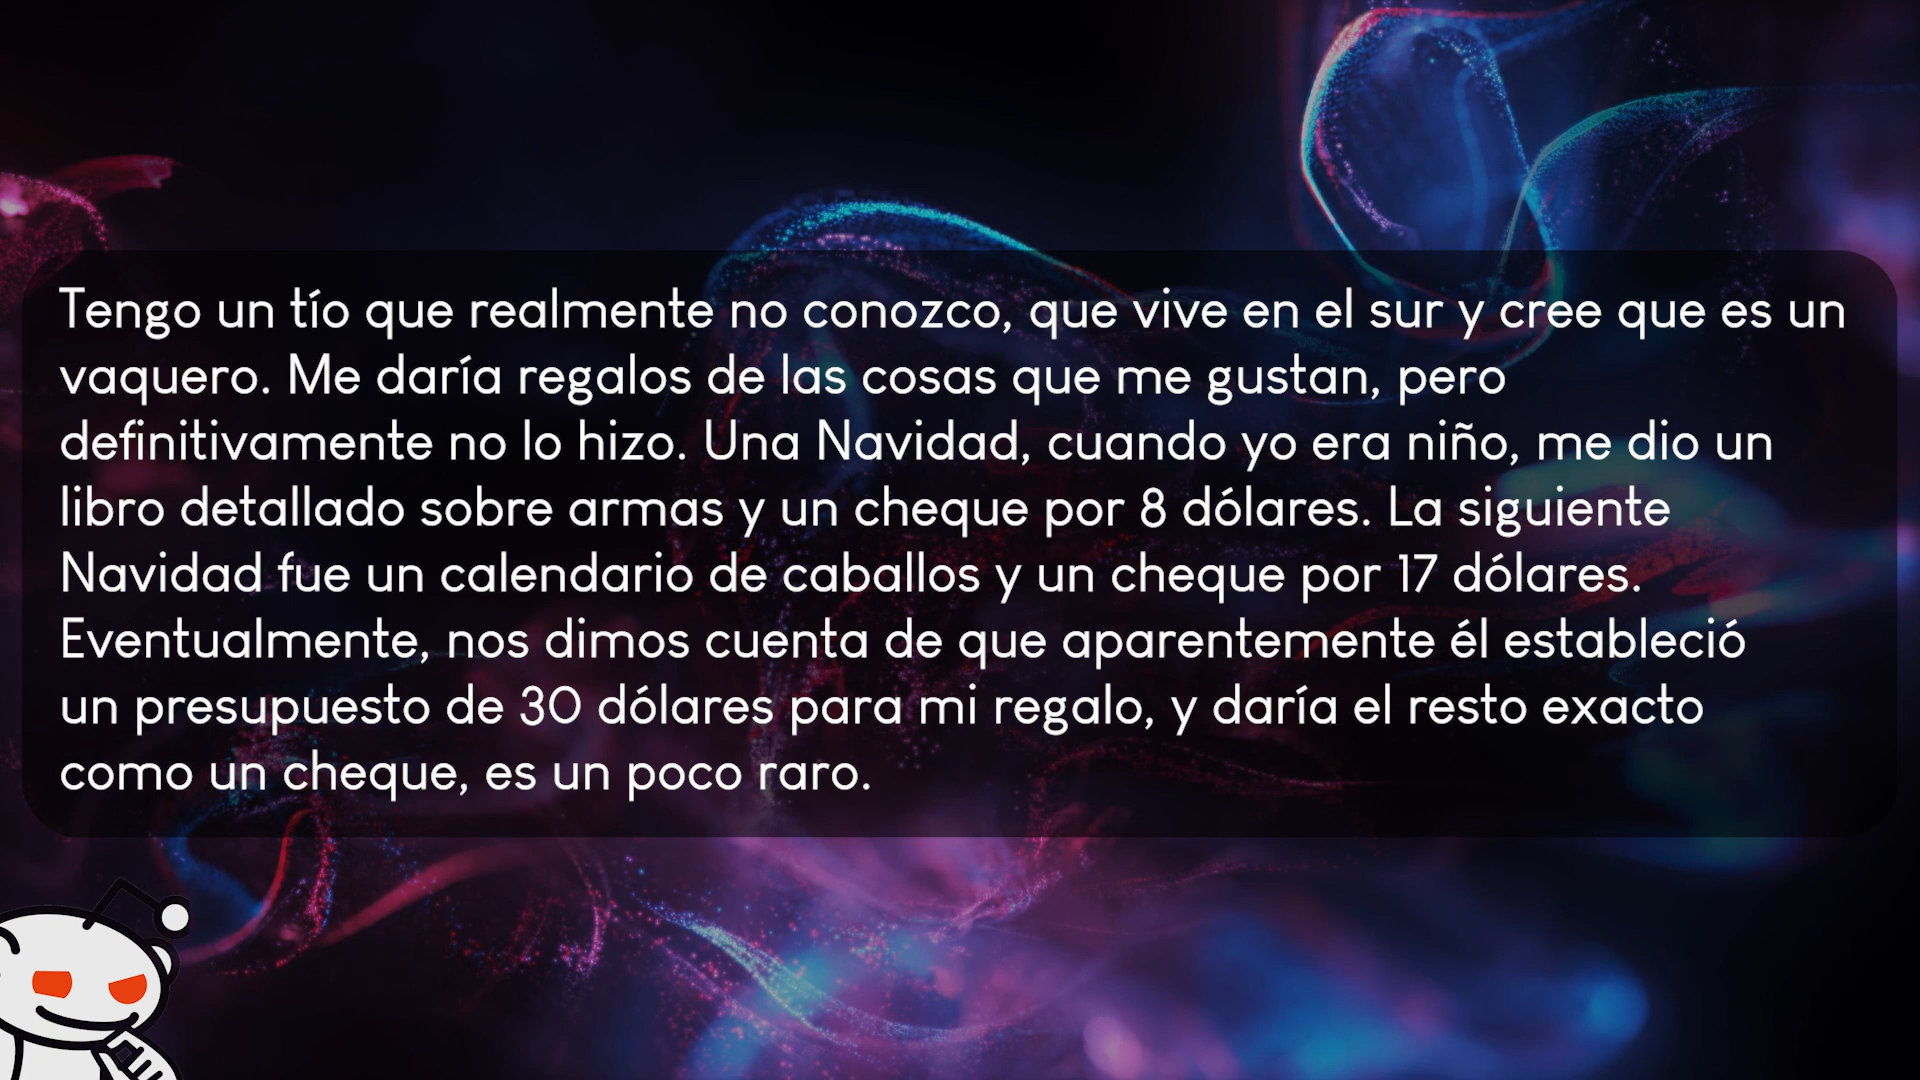 Tengo un tío que realmente no conozco, que vive en el sur y cree que es un
vaquero. Me daría regalos de las cosas que me gustan, pero
definitivamente no lo hizo. Una Navidad, cuando yo era niño, me dio un
libro detallado sobre armas y un cheque por 8 dólares. La siguiente
Navidad fue un calendario de caballos y un cheque por 17 dólares.
Eventualmente, nos dimos cuenta de que aparentemente él estableció
un presupuesto de 30 dólares para mi regalo, y daría el resto exacto
como un cheque, es un poco raro.